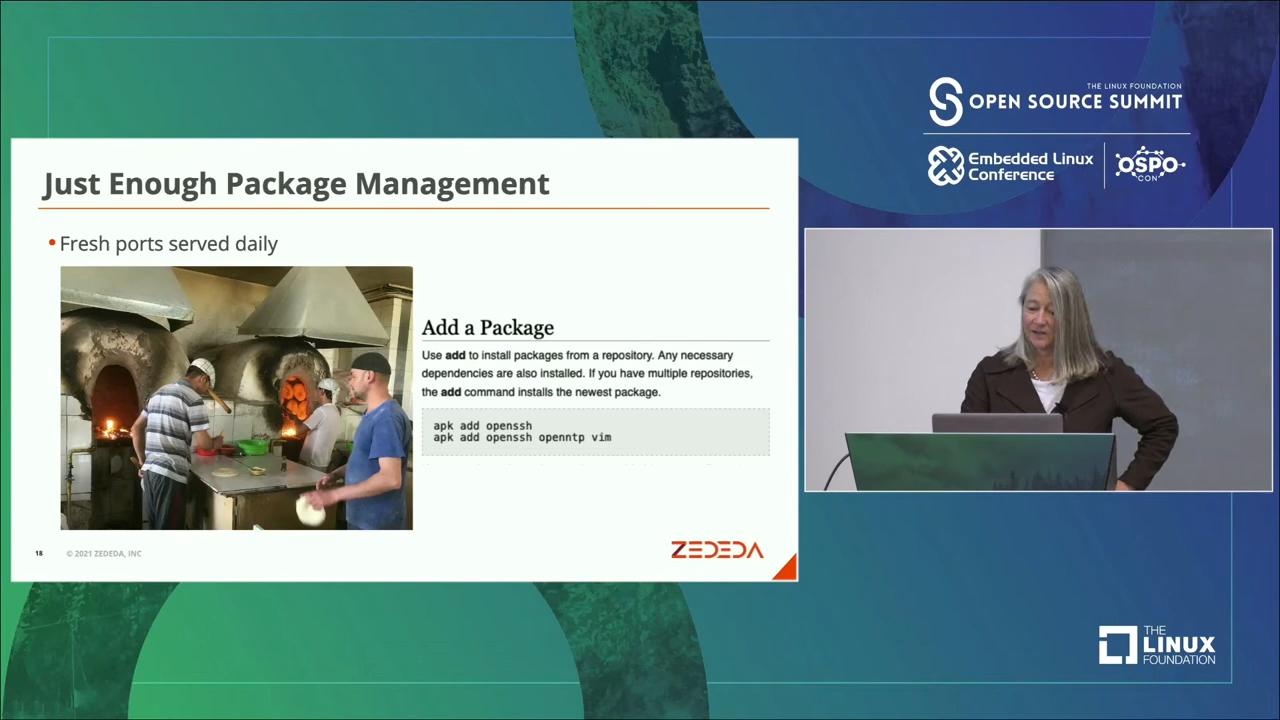 THE LINUX FOUNDATION
OPEN SOURCE SUMMIT
Embedded Linux
Conference
OSPO
CON
Just Enough Package Management
• Fresh ports served daily
Add a Package
Use add to install packages from a repository. Any necessary
dependencies are also installed. If you have multiple repositories,
the add command installs the newest package.
apk add openssh
apk add openssh openntp vim
18
© 2021 ZEDEDA, INC
ZEDEDA
THE
LINUX
FOUNDATION